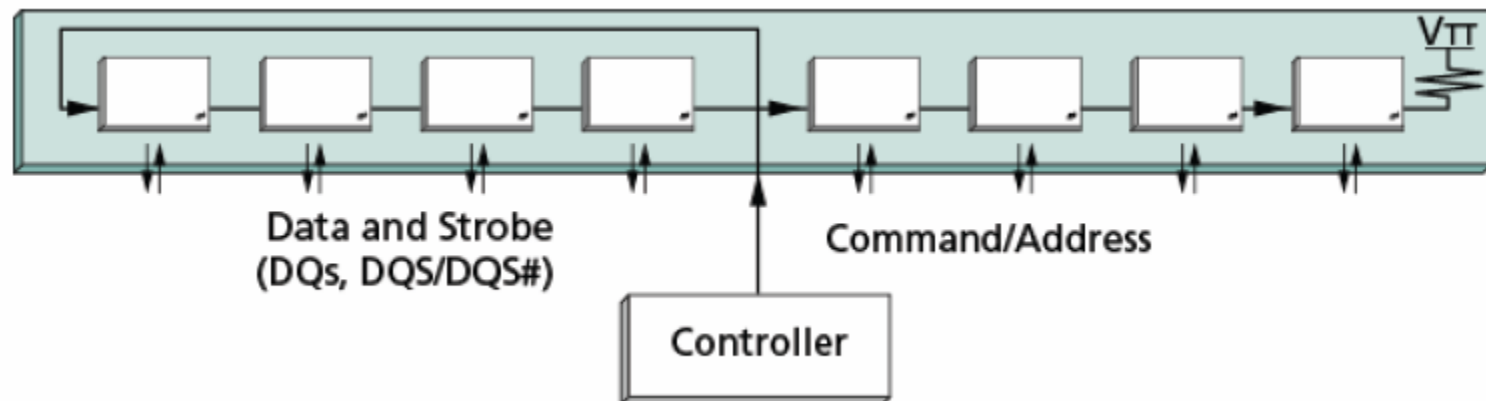 VTT
Data and Strobe
(DQs, DQS/DQS#)
Command/Address
Controller